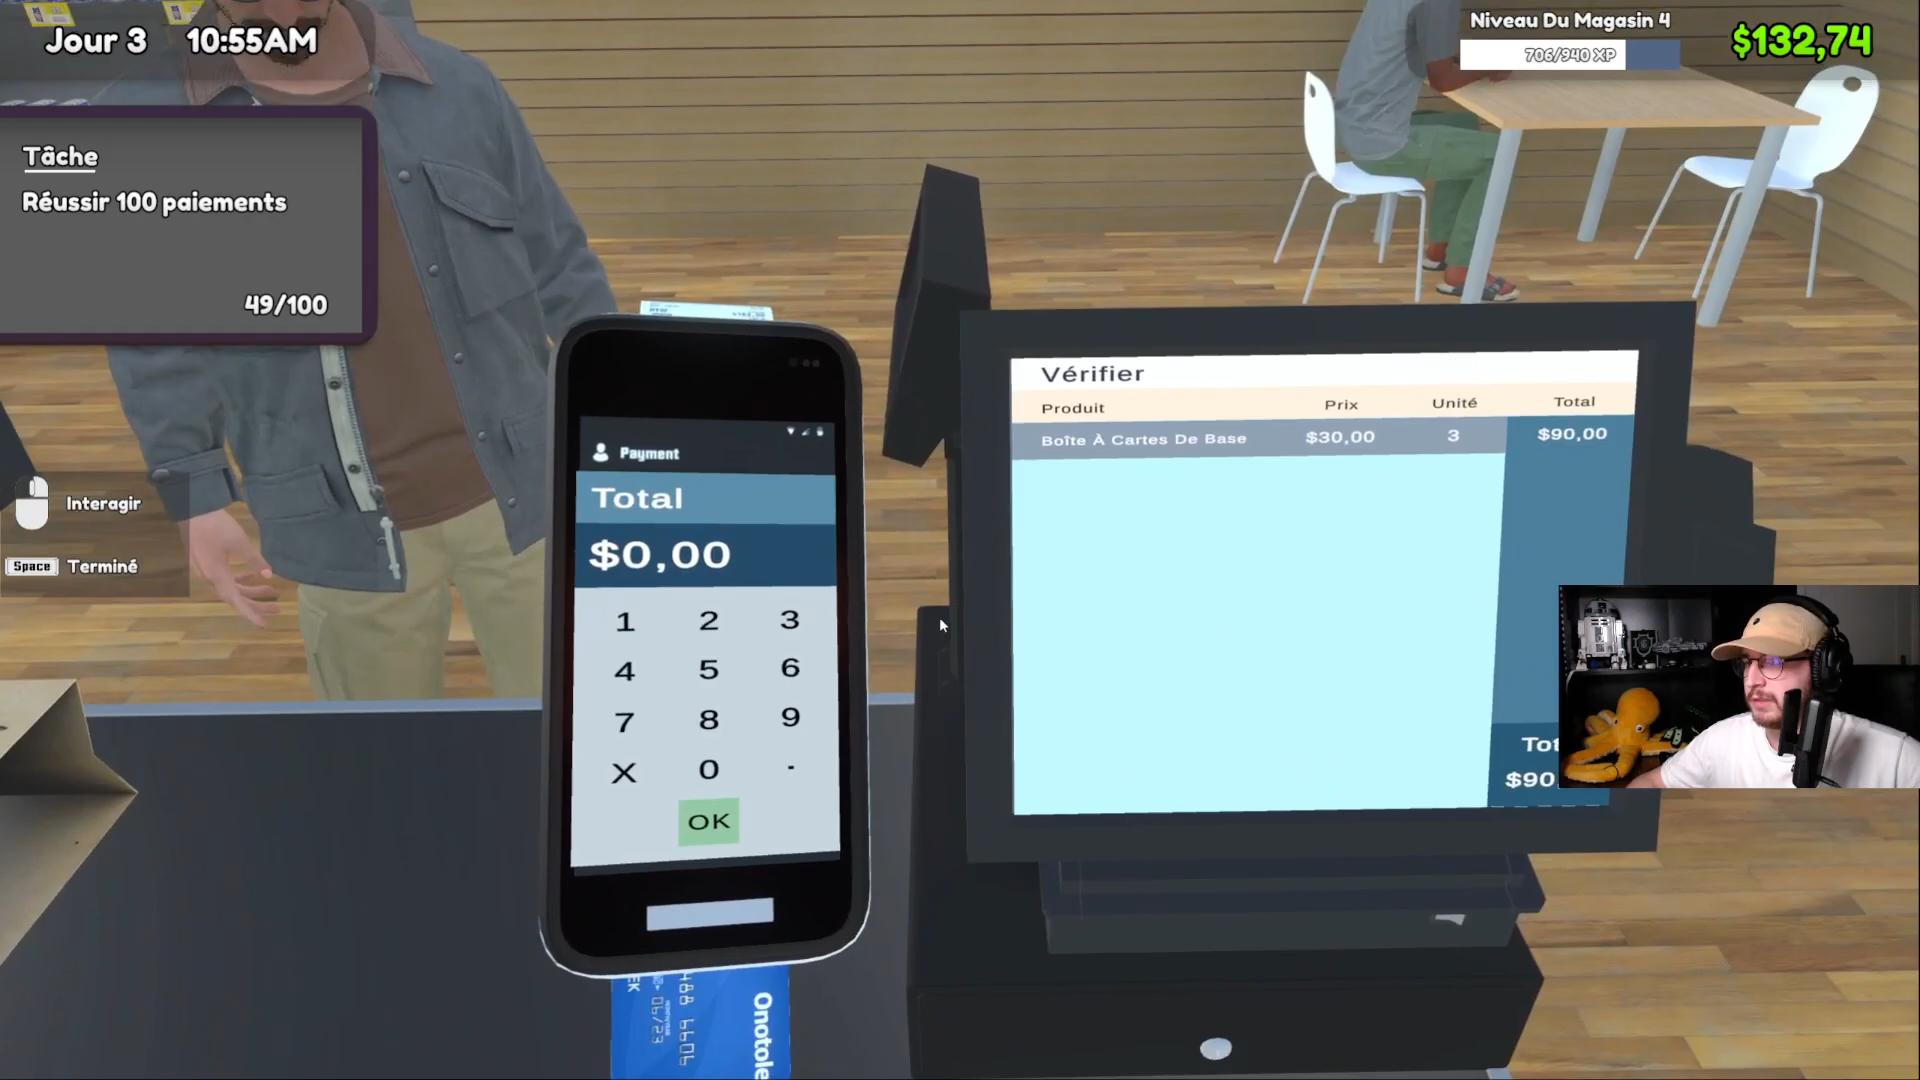 Jour 3 10:55AM
Niveau Du Magasin 4
706/940 XP
$132,74
Tâche
Réussir 100 paiements
49/100
Interagir
Space Terminé
Payment
Total
$0,00
1 2 3
4 5 6
7 8 9
X 0 .
OK
Vérifier
Produit Prix Unité Total
Boîte À Cartes De Base $30,00 3 $90,00
$90
Onotole
06/23